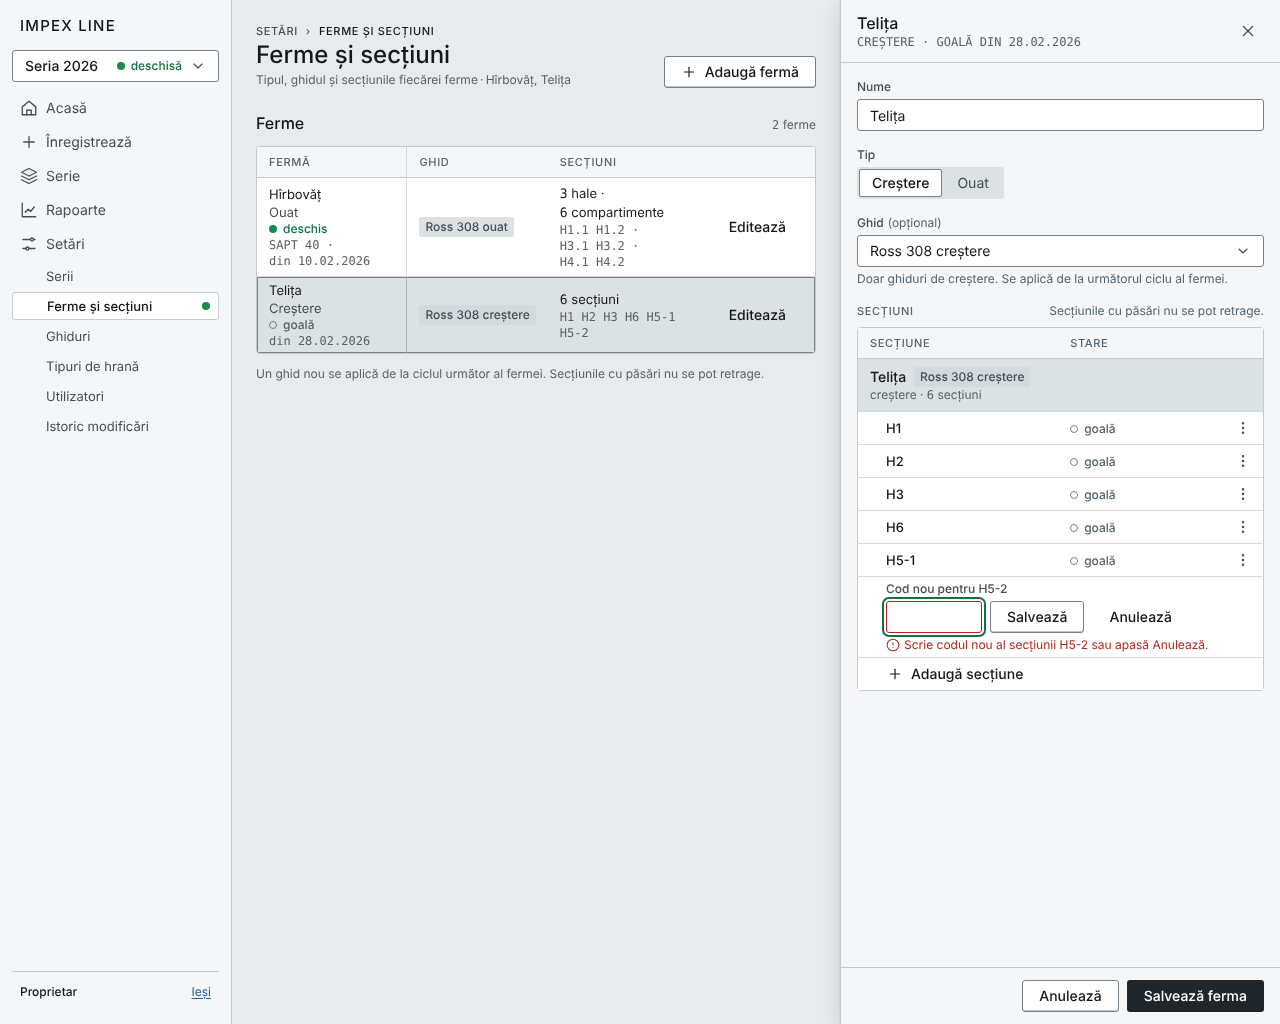 IMPEX LINE
Seria 2026 deschisă
Acasă
Înregistrează
Serie
Rapoarte
Setări
Serii
Ferme și secțiuni
Ghiduri
Tipuri de hrană
Utilizatori
Istoric modificări
Proprietar Ieși
SETĂRI › FERME ȘI SECȚIUNI
Ferme și secțiuni
Tipul, ghidul și secțiunile fiecărei ferme · Hîrbovăț, Telița
Adaugă fermă
Ferme 2 ferme
FERMĂ GHID SECȚIUNI
Hîrbovăț
Ouat
deschis
SAPT 40 ·
din 10.02.2026
Ross 308 ouat
3 hale ·
6 compartimente
H1.1 H1.2 ·
H3.1 H3.2 ·
H4.1 H4.2
Editează
Telița
Creștere
goală
din 28.02.2026
Ross 308 creștere
6 secțiuni
H1 H2 H3 H6 H5-1
H5-2
Editează
Un ghid nou se aplică de la ciclul următor al fermei. Secțiunile cu păsări nu se pot retrage.
Telița
CREȘTERE · GOALĂ DIN 28.02.2026
Nume
Telița
Tip
Creștere Ouat
Ghid (opțional)
Ross 308 creștere
Doar ghiduri de creștere. Se aplică de la următorul ciclu al fermei.
SECȚIUNI Secțiunile cu păsări nu se pot retrage.
SECȚIUNE STARE
Telița Ross 308 creștere
creștere · 6 secțiuni
H1 goală
H2 goală
H3 goală
H6 goală
H5-1 goală
Cod nou pentru H5-2
Salvează Anulează
Scrie codul nou al secțiunii H5-2 sau apasă Anulează.
Adaugă secțiune
Anulează Salvează ferma